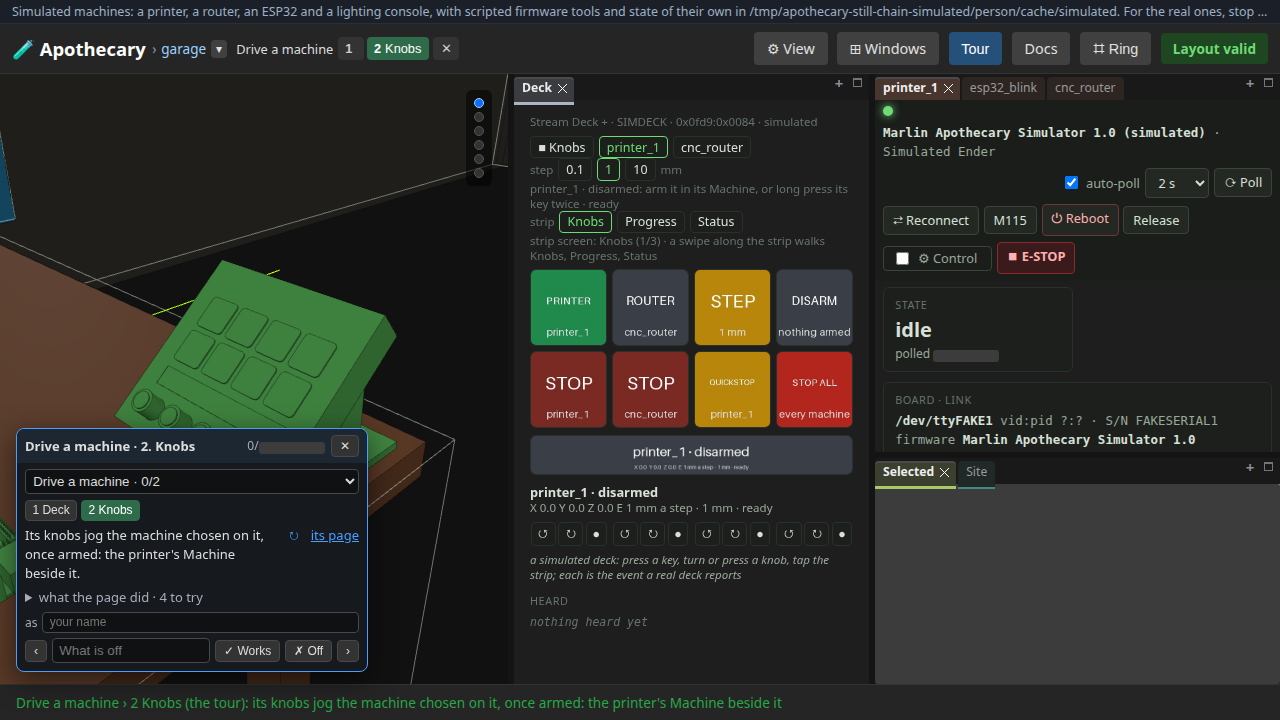 Simulated machines: a printer, a router, an ESP32 and a lighting console, with scripted firmware tools and state of their own in /tmp/apothecary-still-chain-simulated/person/cache/simulated. For the real ones, stop ...
Apothecary › garage ▾ Drive a machine 1 2 Knobs ✕
⚙ View ⊞ Windows Tour Docs ⌗ Ring Layout valid
Deck
Stream Deck + · SIMDECK · 0x0fd9:0x0084 · simulated
■ Knobs printer_1 cnc_router
step 0.1 1 10 mm
printer_1 · disarmed: arm it in its Machine, or long press its
key twice · ready
strip Knobs Progress Status
strip screen: Knobs (1/3) · a swipe along the strip walks
Knobs, Progress, Status
PRINTER ROUTER STEP DISARM
printer_1 cnc_router 1 mm nothing armed
STOP STOP QUICKSTOP STOP ALL
printer_1 cnc_router printer_1 every machine
printer_1 · disarmed
X 0.0 Y 0.0 Z 0.0 E 1 mm a step · 1 mm · ready
printer_1 · disarmed
X 0.0 Y 0.0 Z 0.0 E 1 mm a step · 1 mm · ready
↺ ↻ ● ↺ ↻ ● ↺ ↻ ● ↺ ↻ ●
a simulated deck: press a key, turn or press a knob, tap the
strip; each is the event a real deck reports
HEARD
nothing heard yet
printer_1 esp32_blink cnc_router
Marlin Apothecary Simulator 1.0 (simulated) ·
Simulated Ender
auto-poll 2 s ⟳ Poll
⇄ Reconnect M115 ⏻ Reboot Release
⚙ Control ■ E-STOP
STATE
idle
polled
BOARD · LINK
/dev/ttyFAKE1 vid:pid ?:? · S/N FAKESERIAL1
firmware Marlin Apothecary Simulator 1.0
Selected Site
Drive a machine · 2. Knobs 0/ ✕
Drive a machine · 0/2
1 Deck 2 Knobs
Its knobs jog the machine chosen on it, ↻ its page
once armed: the printer's Machine
beside it.
▶ what the page did · 4 to try
as your name
‹ What is off ✓ Works ✗ Off ›
Drive a machine › 2 Knobs (the tour): its knobs jog the machine chosen on it, once armed: the printer's Machine beside it